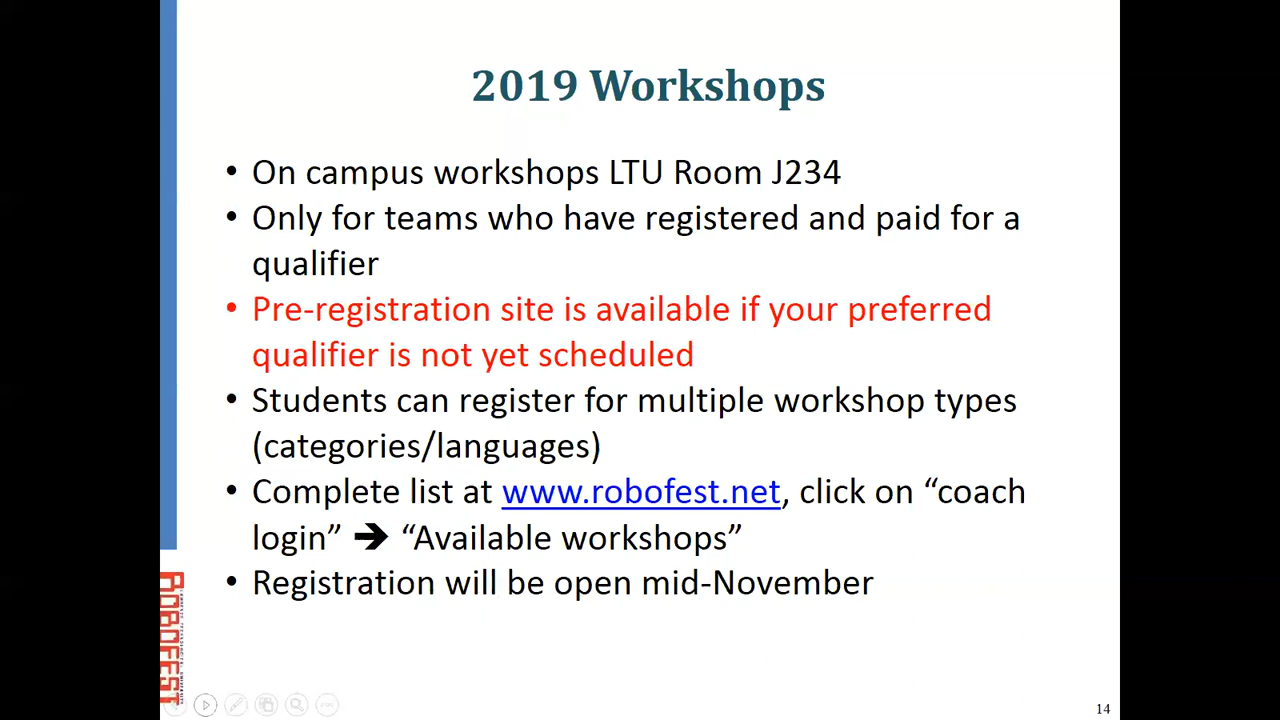 2019 Workshops
• On campus workshops LTU Room J234
• Only for teams who have registered and paid for a
qualifier
• Pre-registration site is available if your preferred
qualifier is not yet scheduled
• Students can register for multiple workshop types
(categories/languages)
• Complete list at www.robofest.net, click on “coach
login” ➔ “Available workshops”
• Registration will be open mid-November
ROBOFEST
14